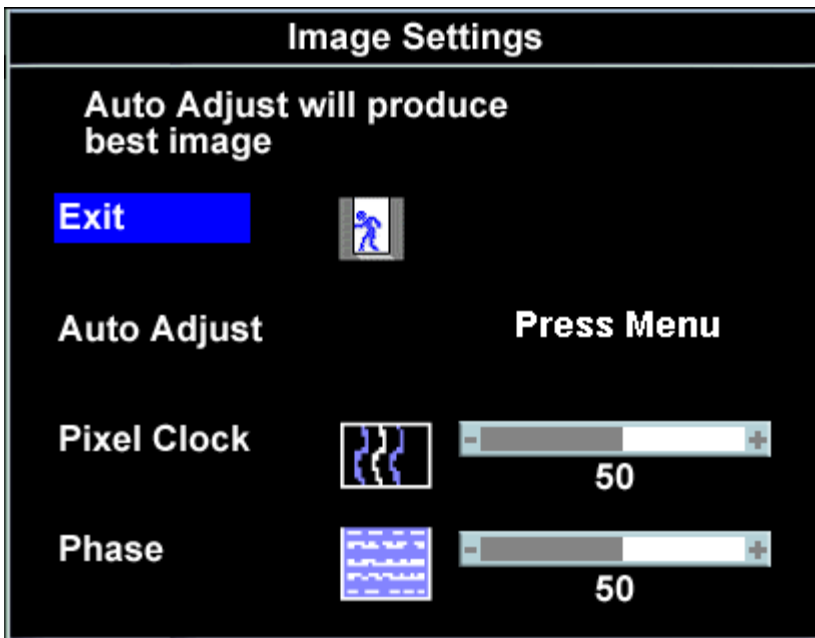 Image Settings
Auto Adjust will produce
best image
Exit
Auto Adjust Press Menu
Pixel Clock - +
50
Phase - +
50